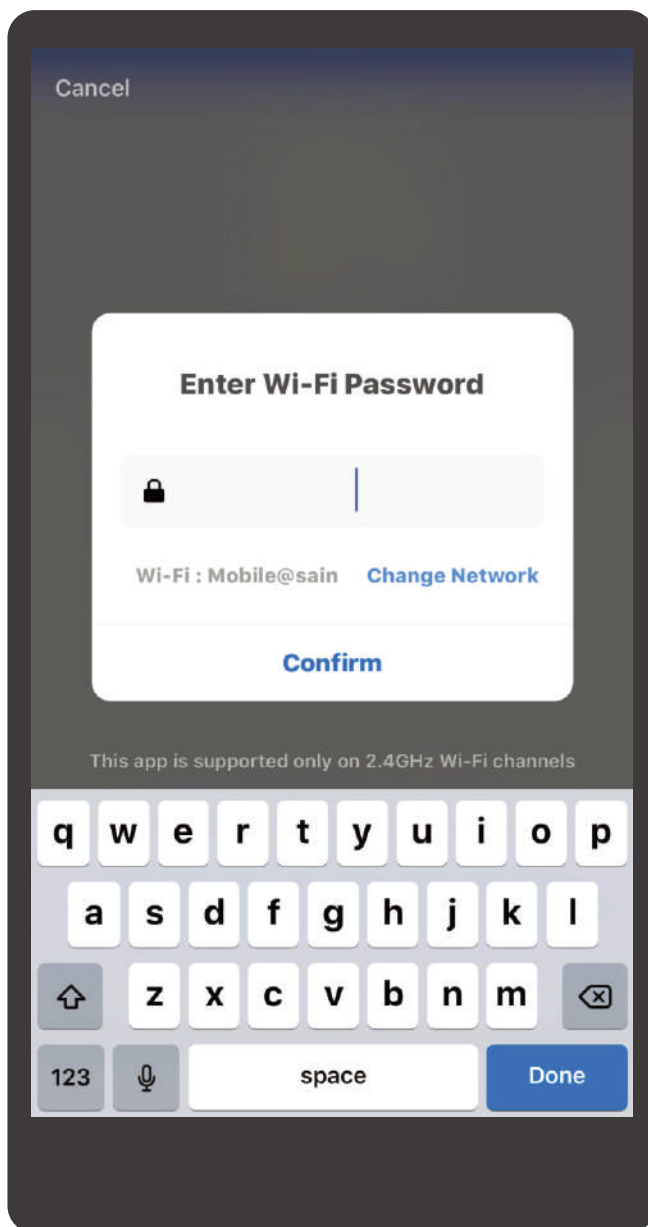 Cancel
Enter Wi-Fi Password
Wi-Fi : Mobile@sain Change Network
Confirm
This app is supported only on 2.4GHz Wi-Fi channels
q w e r t y u i o p
a s d f g h j k l
z x c v b n m
123 space Done